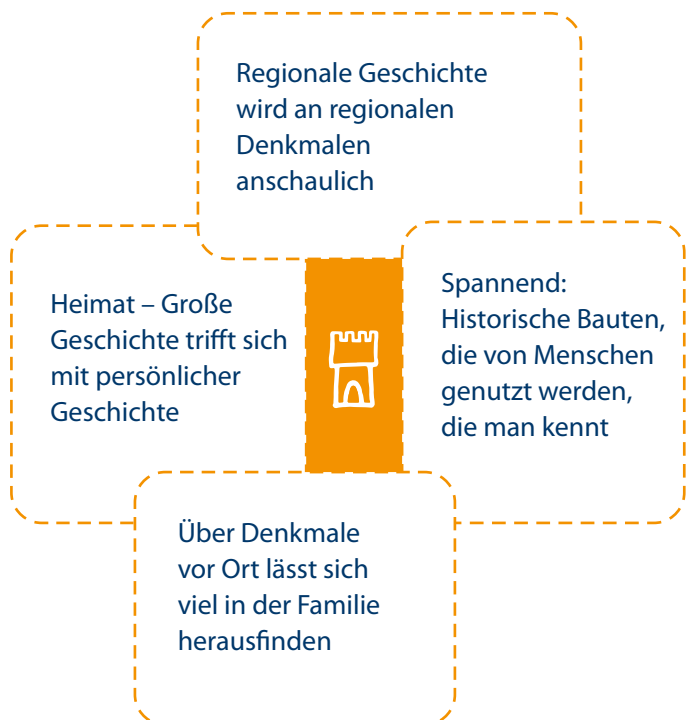 Regionale Geschichte
wird an regionalen
Denkmalen
anschaulich
Heimat – Große
Geschichte trifft sich
mit persönlicher
Geschichte
Spannend:
Historische Bauten,
die von Menschen
genutzt werden,
die man kennt
Über Denkmale
vor Ort lässt sich
viel in der Familie
herausfinden